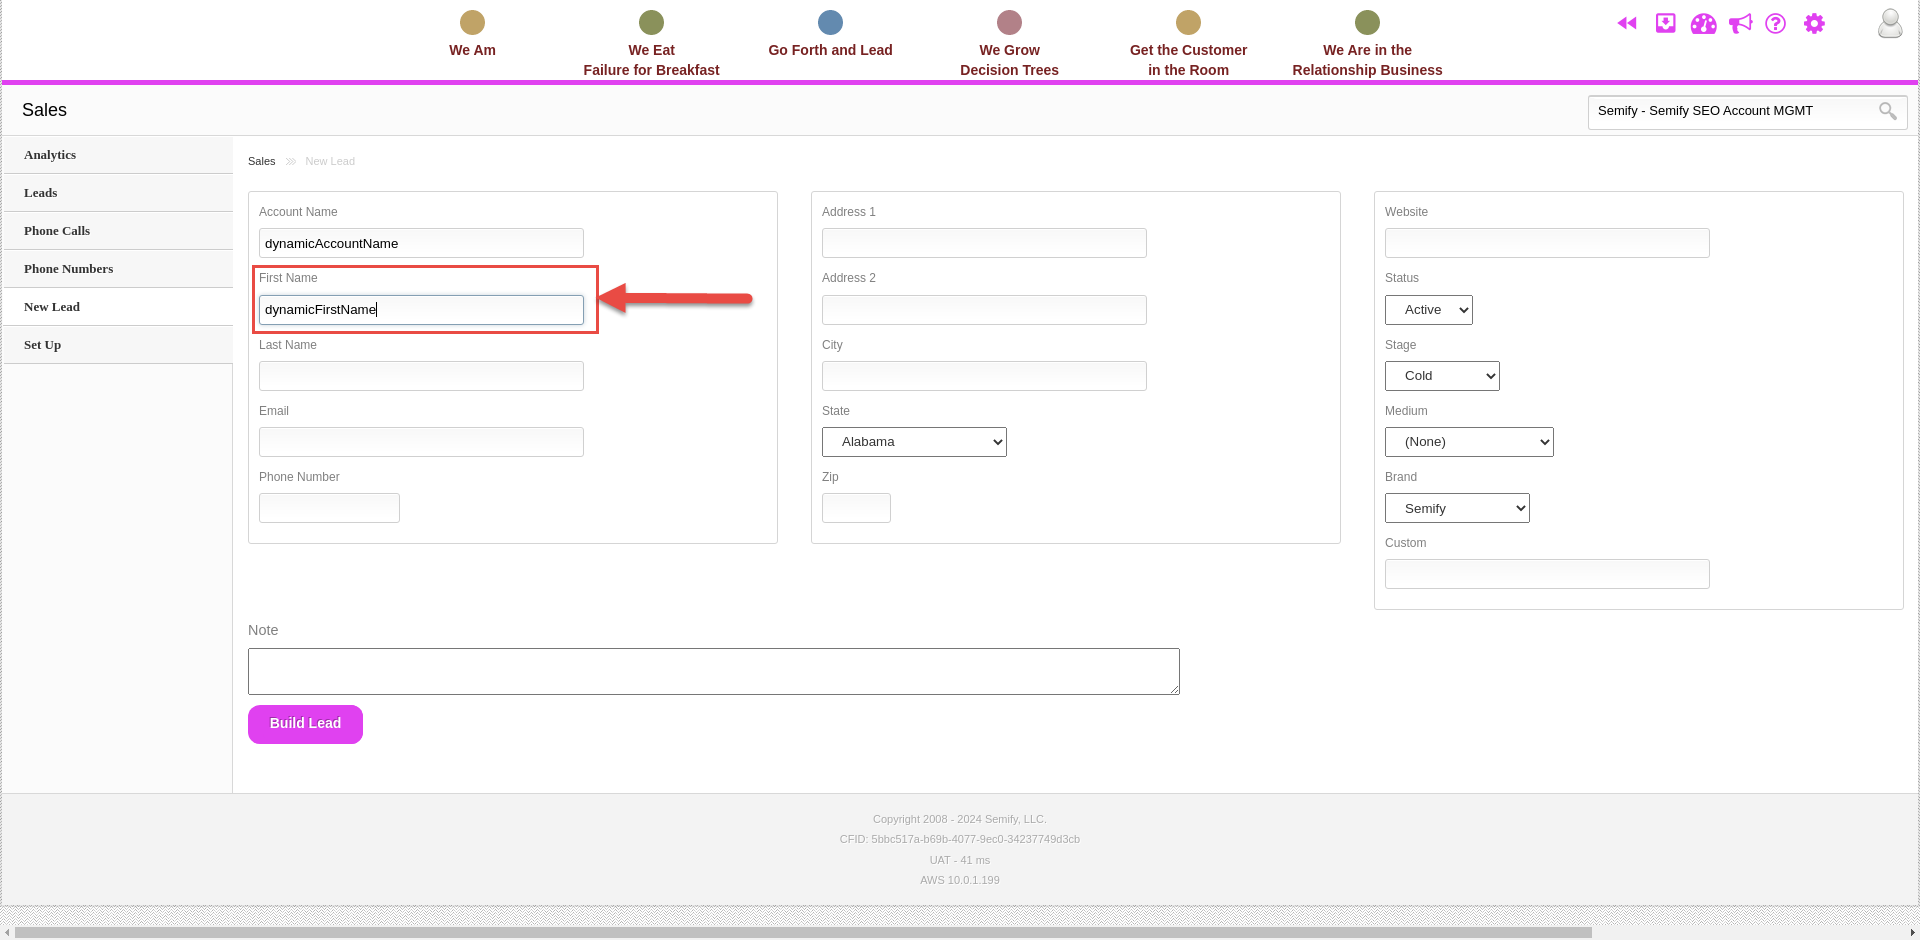 We Am
We Eat
Failure for Breakfast
Go Forth and Lead
We Grow
Decision Trees
Get the Customer
in the Room
We Are in the
Relationship Business
Sales
Semify - Semify SEO Account MGMT
Analytics
Leads
Phone Calls
Phone Numbers
New Lead
Set Up
Sales New Lead
Account Name
dynamicAccountName
First Name
dynamicFirstName
Last Name
Email
Phone Number
Address 1
Address 2
City
State
Alabama
Zip
Website
Status
Active
Stage
Cold
Medium
(None)
Brand
Semify
Custom
Note
Build Lead
Copyright 2008 - 2024 Semify, LLC.
CFID: 5bbc517a-b69b-4077-9ec0-34237749d3cb
UAT - 41 ms
AWS 10.0.1.199